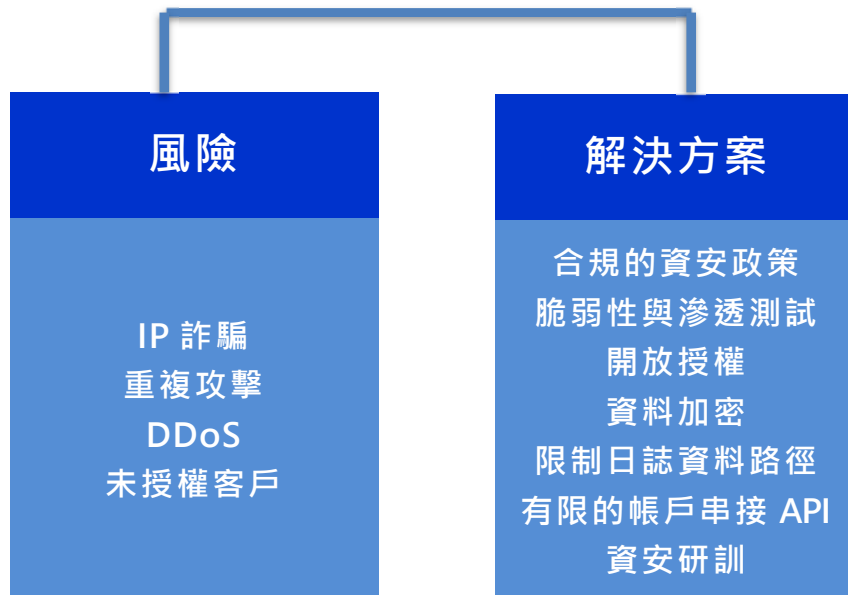 風險
IP 詐騙
重複攻擊
DDoS
未授權客戶
解決方案
合規的資安政策
脆弱性與滲透測試
開放授權
資料加密
限制日誌資料路徑
有限的帳戶串接 API
資安研訓